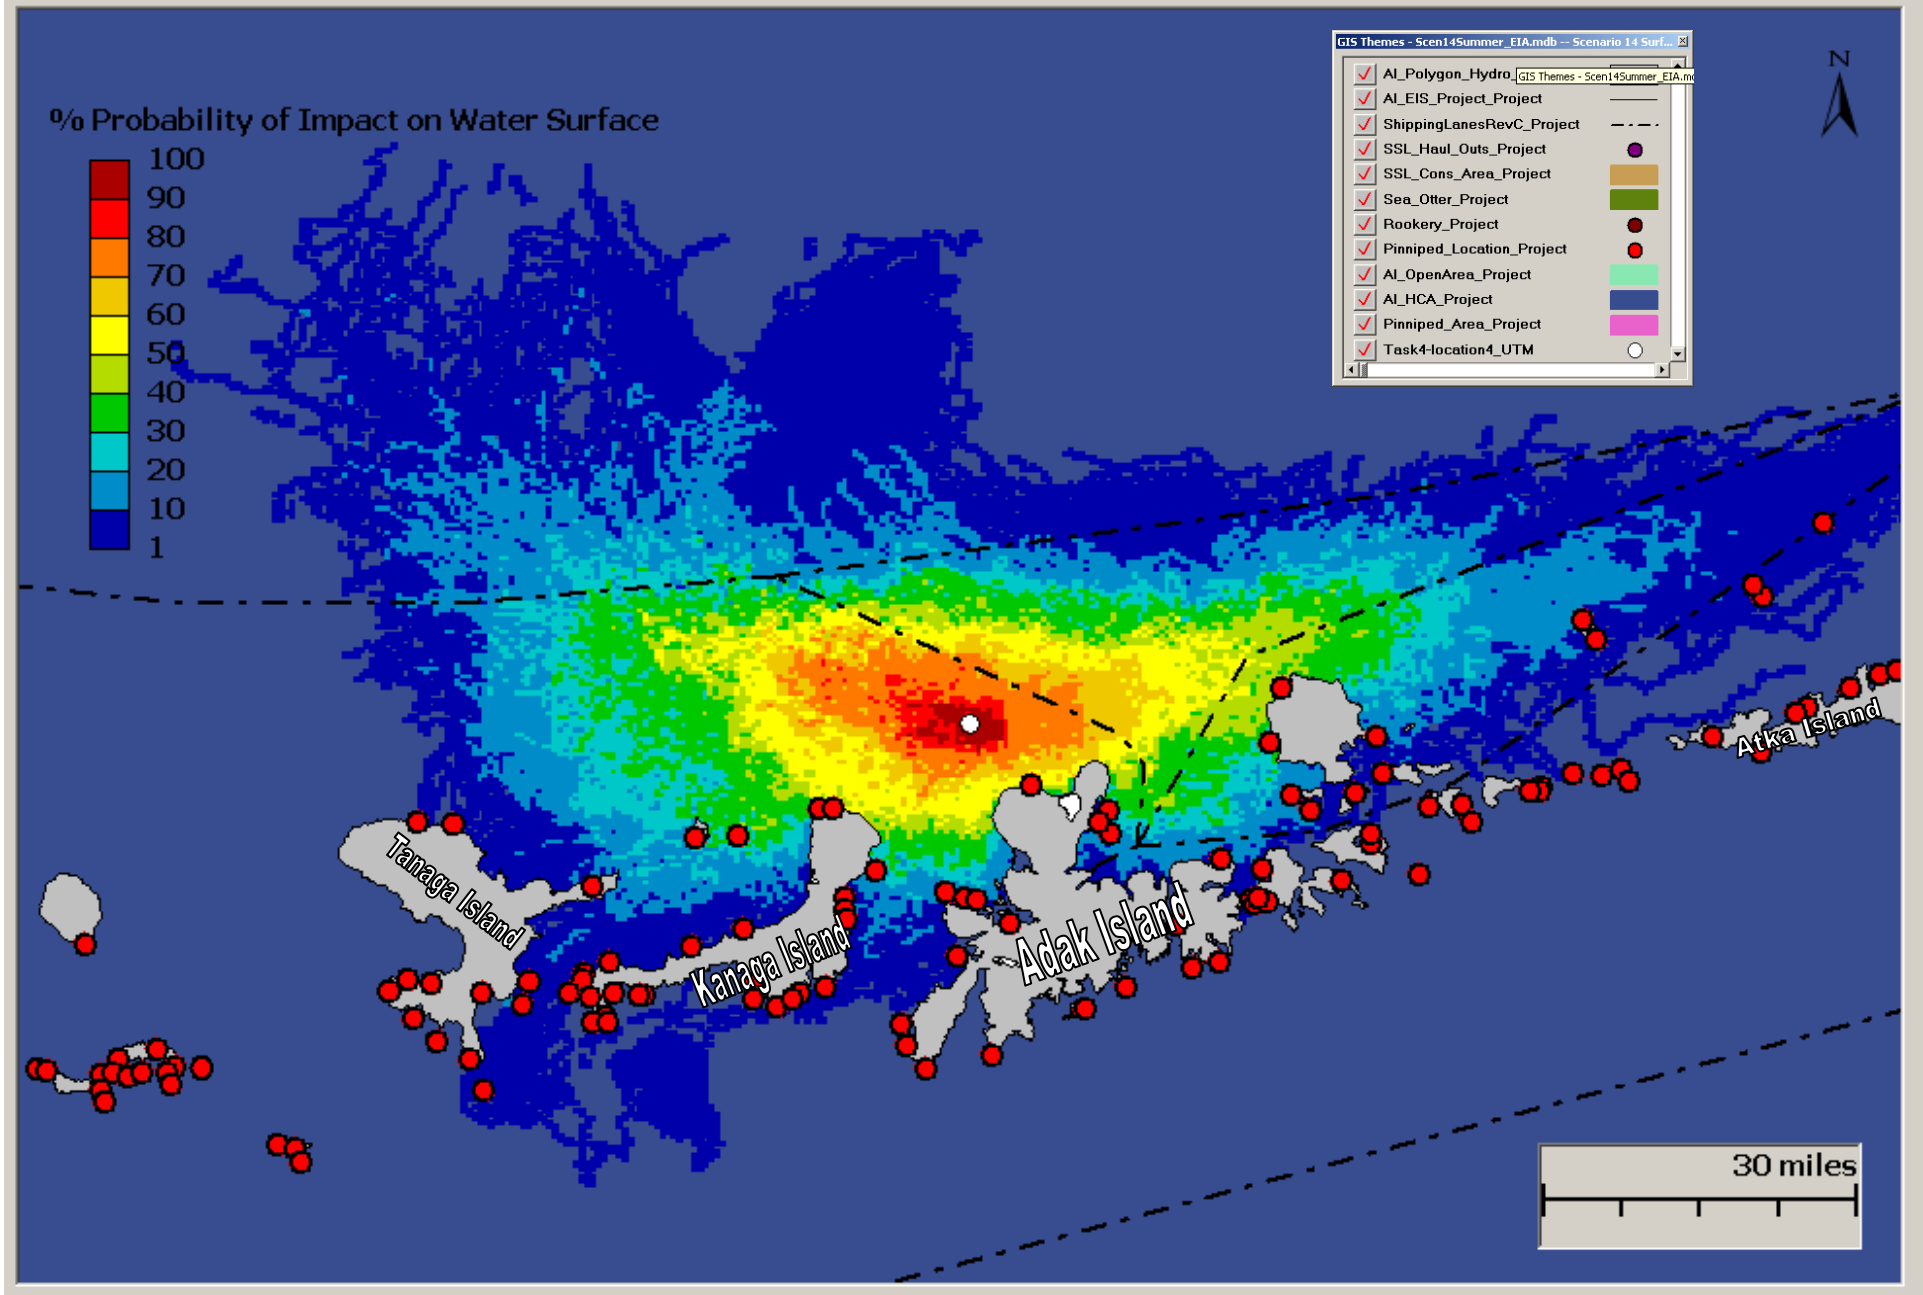 GIS Themes - Scen14Summer_EIA.mdb -- Scenario 14 Surf...
AI_Polygon_Hydro_
GIS Themes - Scen14Summer_EIA.m
AI_EIS_Project_Project
ShippingLanesRevC_Project
SSL_Haul_Outs_Project
SSL_Cons_Area_Project
Sea_Otter_Project
Rookery_Project
Pinniped_Location_Project
AI_OpenArea_Project
AI_HCA_Project
Pinniped_Area_Project
Task4-location4_UTM
N
% Probability of Impact on Water Surface
100
90
80
70
60
50
40
30
20
10
1
Atka Island
Tanaga Island
Kanaga Island
Adak Island
30 miles